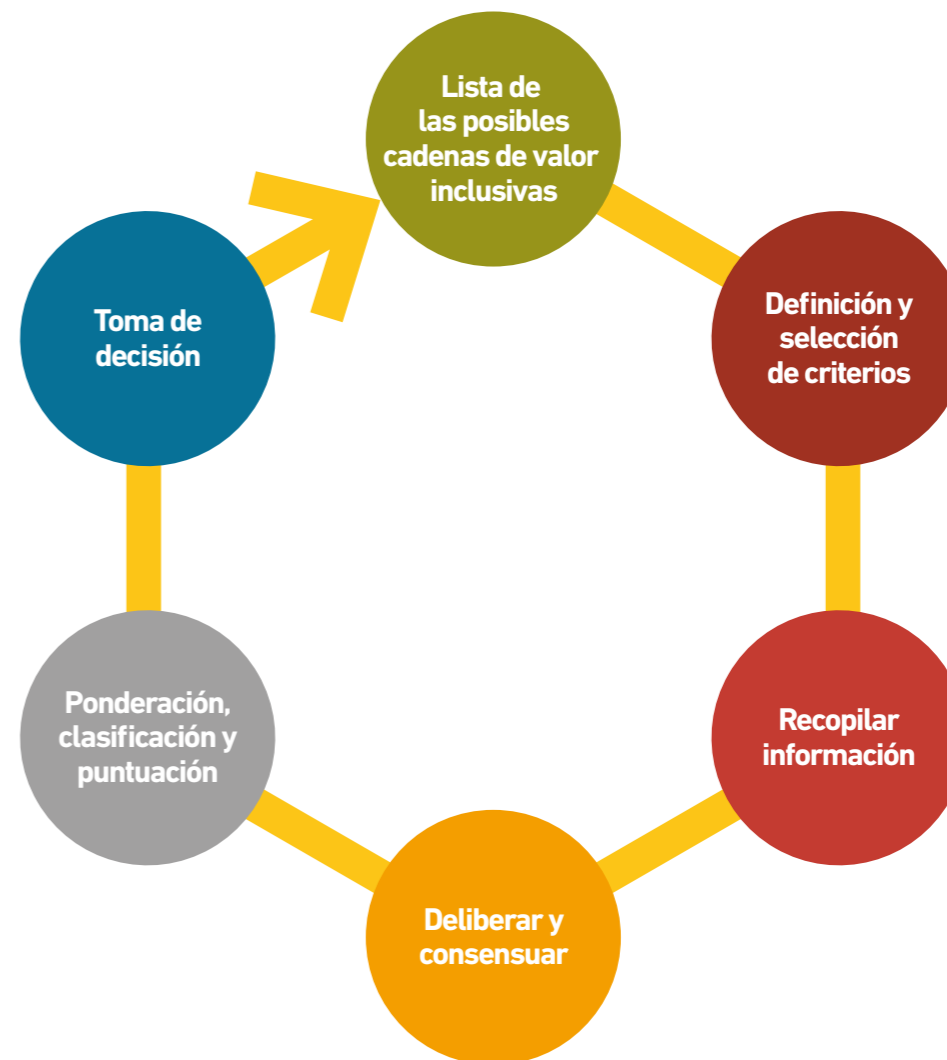 Lista de
las posibles
cadenas de valor
inclusivas
Definición y
selección
de criterios
Recopilar
información
Deliberar y
consensuar
Ponderación,
clasificación y
puntuación
Toma de
decisión